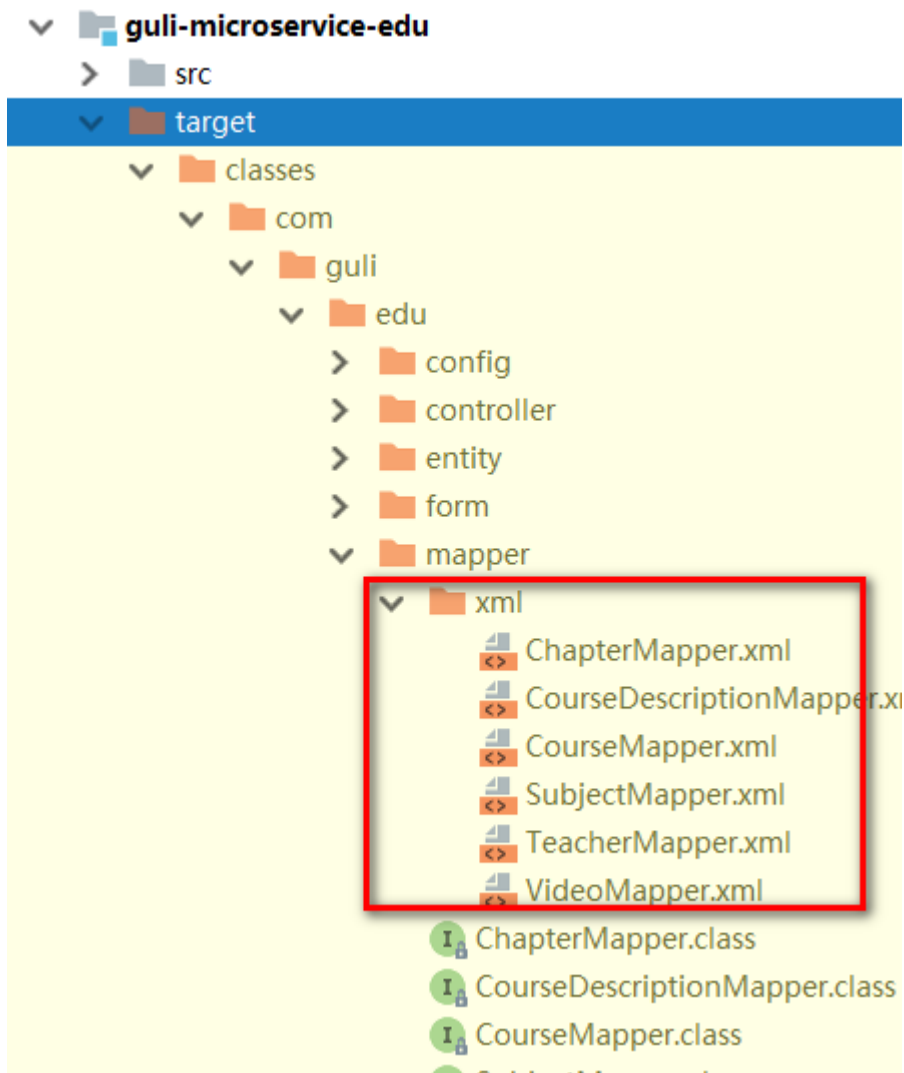 guli-microservice-edu
src
target
classes
com
guli
edu
config
controller
entity
form
mapper
xml
ChapterMapper.xml
CourseDescriptionMapper.x
CourseMapper.xml
SubjectMapper.xml
TeacherMapper.xml
VideoMapper.xml
ChapterMapper.class
CourseDescriptionMapper.class
CourseMapper.class